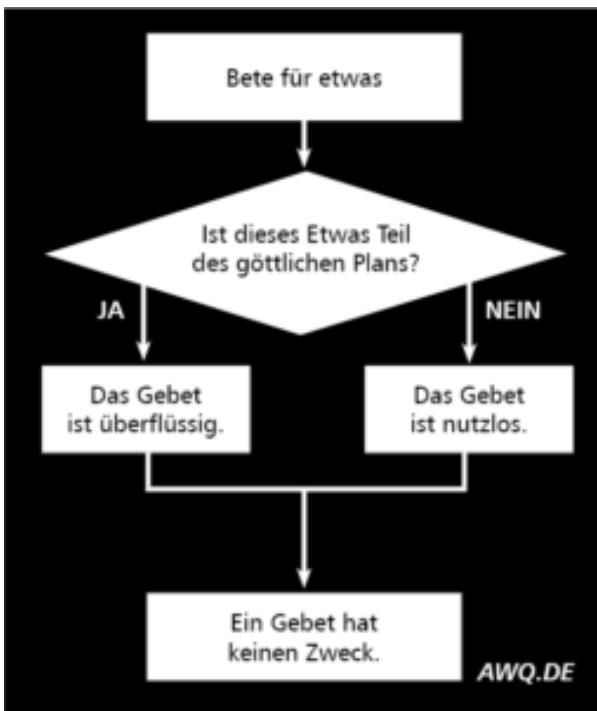 Bete für etwas
Ist dieses Etwas Teil
des göttlichen Plans?
JA
NEIN
Das Gebet
ist überflüssig.
Das Gebet
ist nutzlos.
Ein Gebet hat
keinen Zweck.
AWQ.DE